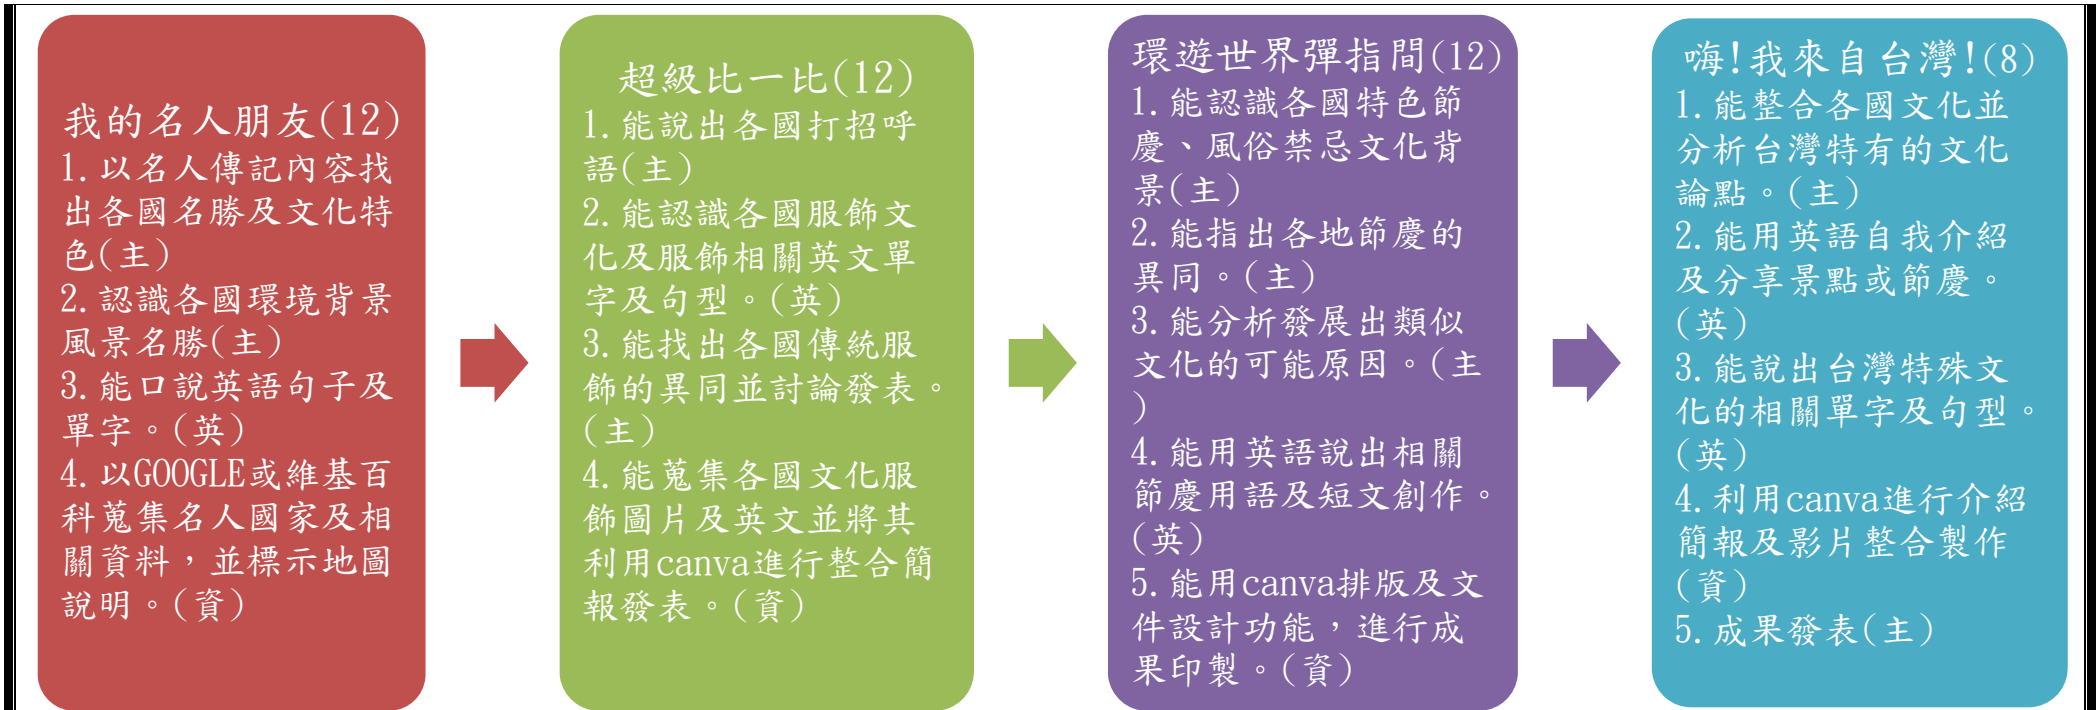 我的名人朋友(12)
1.以名人傳記內容找
出各國名勝及文化特
色(主)
2.認識各國環境背景
風景名勝(主)
3.能口說英語句子及
單字。(英)
4.以GOOGLE或維基百
科蒐集名人國家及相
關資料，並標示地圖
說明。(資)
超級比一比(12)
1.能說出各國打招呼
語(主)
2.能認識各國服飾文
化及服飾相關英文單
字及句型。(英)
3.能找出各國傳統服
飾的異同並討論發表。
(主)
4.能蒐集各國文化服
飾圖片及英文並將其
利用canva進行整合簡
報發表。(資)
環遊世界彈指間(12)
1.能認識各國特色節
慶、風俗禁忌文化背
景(主)
2.能指出各地節慶的
異同。(主)
3.能分析發展出類似
文化的可能原因。(主
)
4.能用英語說出相關
節慶用語及短文創作。
(英)
5.能用canva排版及文
件設計功能，進行成
果印製。(資)
嗨!我來自台灣!(8)
1.能整合各國文化並
分析台灣特有的文化
論點。(主)
2.能用英語自我介紹
及分享景點或節慶。
(英)
3.能說出台灣特殊文
化的相關單字及句型。
(英)
4.利用canva進行介紹
簡報及影片整合製作
(資)
5.成果發表(主)